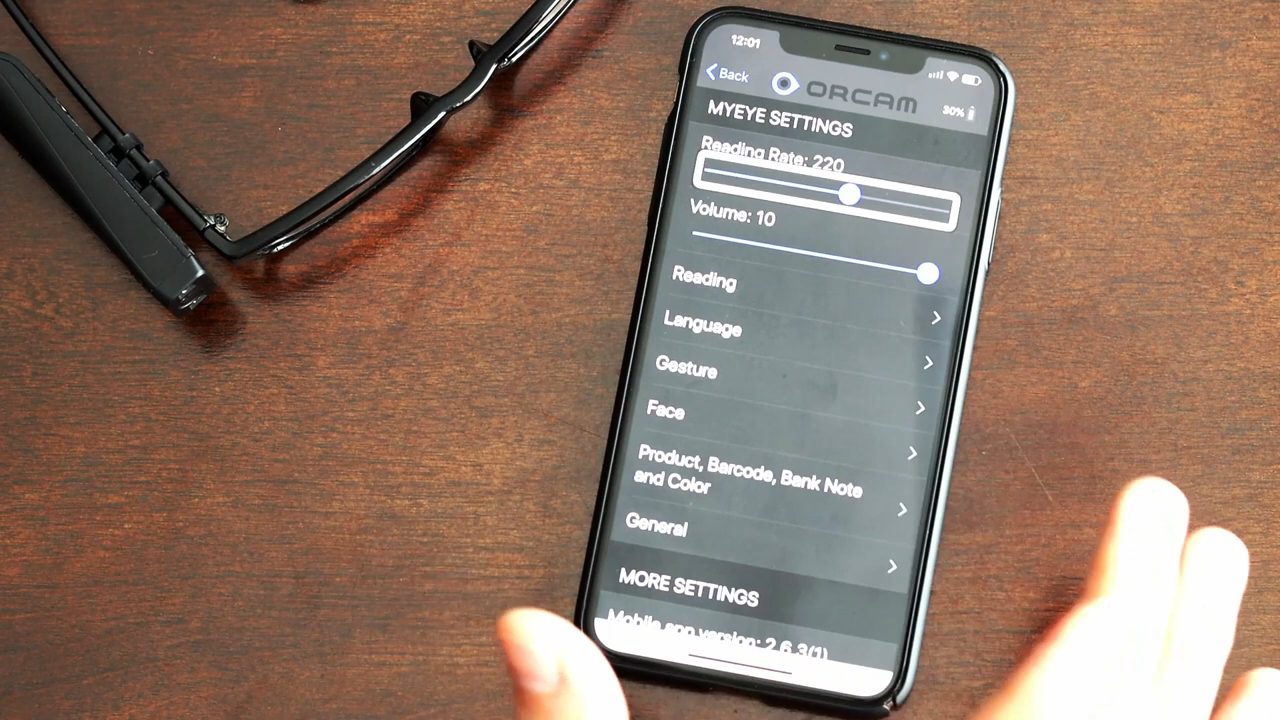 12:01
Back
ORCAM
30%
MYEYE SETTINGS
Reading Rate: 220
Volume: 10
Reading
Language
Gesture
Face
Product, Barcode, Bank Note
and Color
General
MORE SETTINGS
Mobile app version: 2.6.3(1)